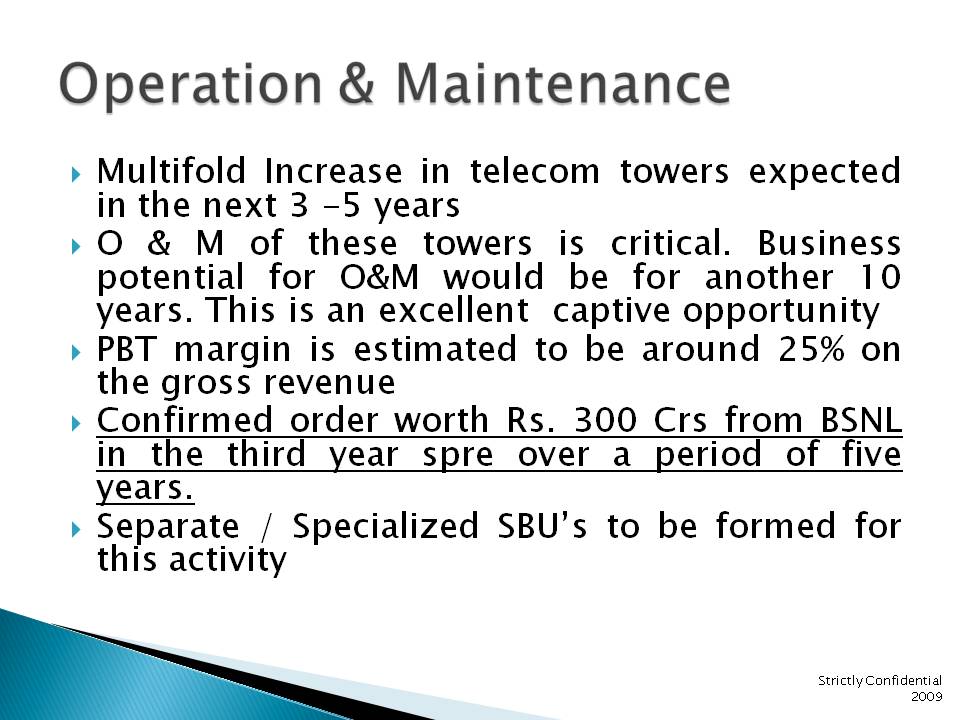 Operation & Maintenance
Multifold Increase in telecom towers expected
in the next 3 -5 years
O & M of these towers is critical. Business
potential for O&M would be for another 10
years. This is an excellent  captive opportunity
PBT margin is estimated to be around 25% on
the gross revenue
Confirmed order worth Rs. 300 Crs from BSNL
in the third year spre over a period of five
years.
Separate / Specialized SBU’s to be formed for
this activity
Strictly Confidential
2009